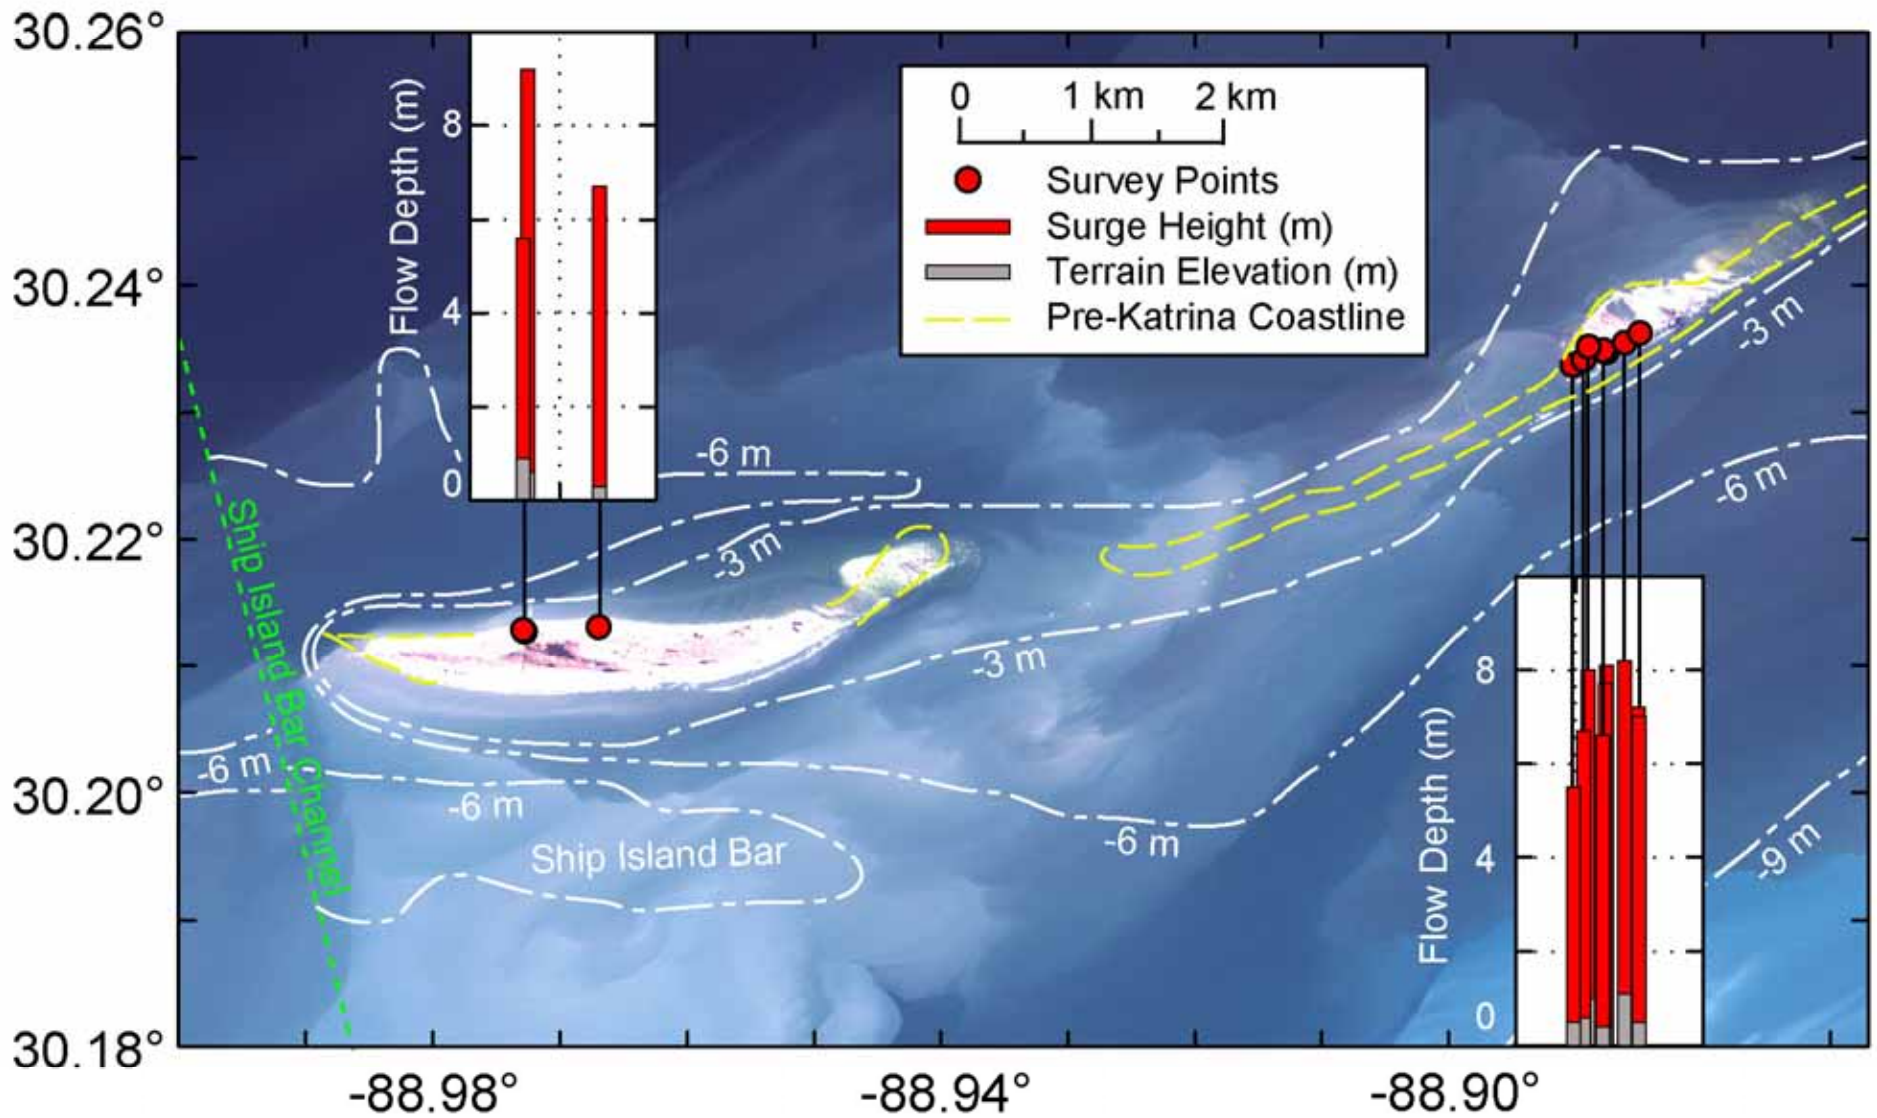 30.26°
30.24°
30.22°
30.20°
30.18°
-88.98°
-88.94°
-88.90°
Flow Depth (m)
8
4
0
0 1 km 2 km
Survey Points
Surge Height (m)
Terrain Elevation (m)
Pre-Katrina Coastline
-3 m
-6 m
-6 m
-3 m
-3 m
Ship Island Bar Channel
-6 m
-6 m
-6 m
Ship Island Bar
-9 m
Flow Depth (m)
8
4
0